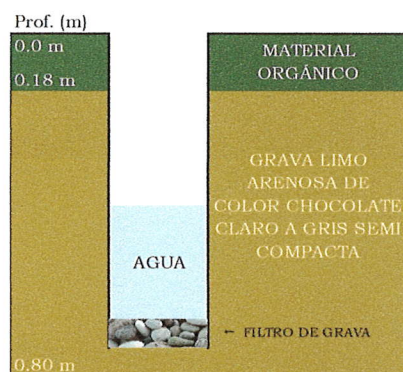 Prof. (m)
0.0 m
0.18 m
MATERIAL
ORGÁNICO
GRAVA LIMO
ARENOSA DE
COLOR CHOCOLATE
CLARO A GRIS SEMI
COMPACTA
AGUA
← FILTRO DE GRAVA
0.80 m